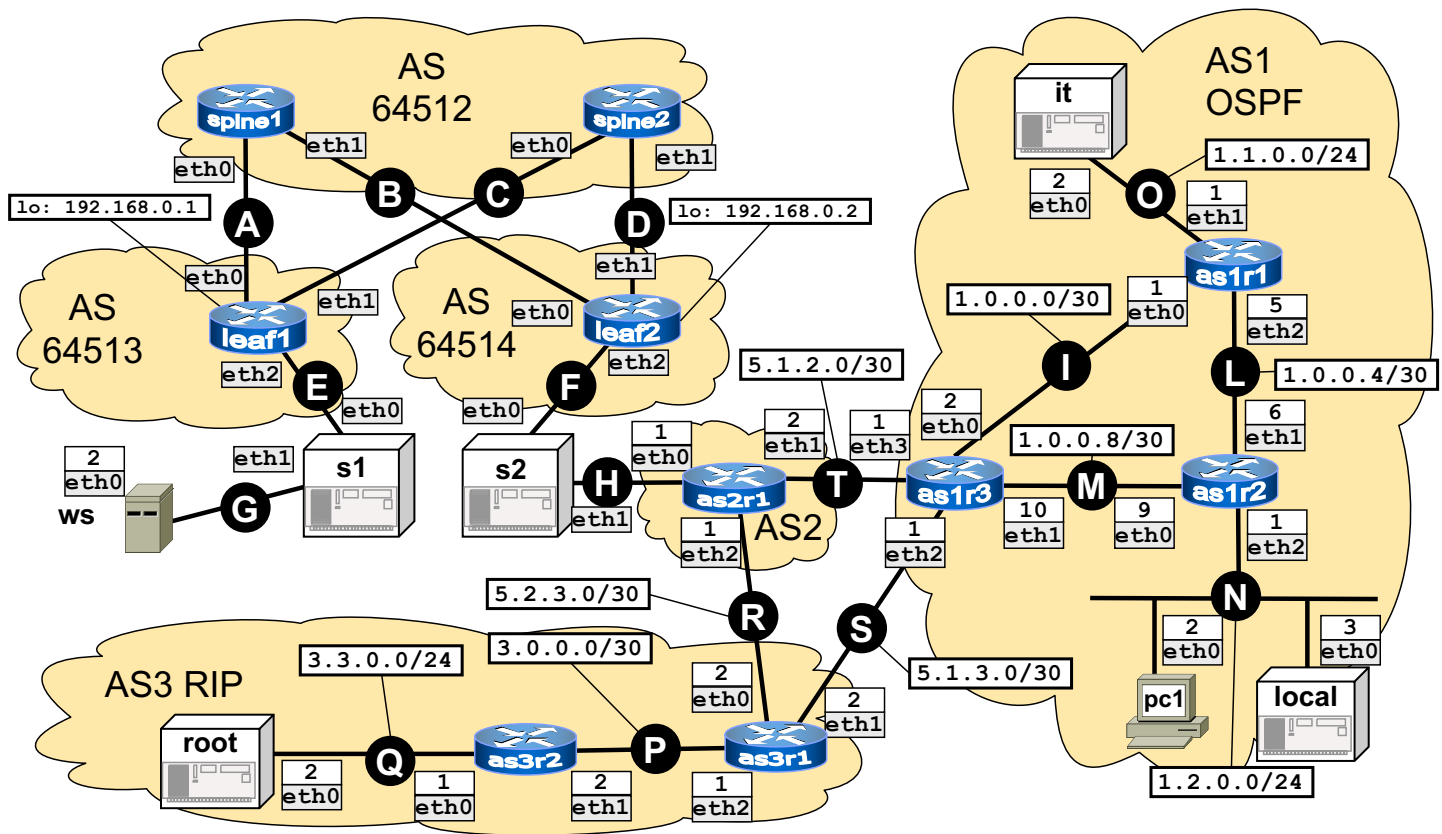 AS
64512
AS1
OSPF
spine1
spine2
it
eth0
eth1
eth0
eth1
1.1.0.0/24
B
C
2
eth0
O
1
eth1
lo: 192.168.0.1
A
D
lo: 192.168.0.2
eth0
eth1
eth1
as1r1
AS
64513
leaf1
AS
64514
eth0
leaf2
1.0.0.0/30
1
eth0
5
eth2
eth2
E
eth0
F
eth2
eth0
5.1.2.0/30
I
L
1.0.0.4/30
2
eth0
G
ws
eth1
s1
s2
H
eth1
1
eth0
as2r1
AS2
2
eth1
T
1
eth3
2
eth0
as1r3
1.0.0.8/30
M
10
eth1
9
eth0
6
eth1
as1r2
1
eth2
1
eth2
1
eth2
5.2.3.0/30
R
S
N
5.1.3.0/30
2
eth0
3
eth0
pc1
local
1.2.0.0/24
AS3 RIP
3.3.0.0/24
3.0.0.0/30
2
eth0
2
eth1
root
2
eth0
Q
1
eth0
as3r2
2
eth1
P
1
eth2
as3r1